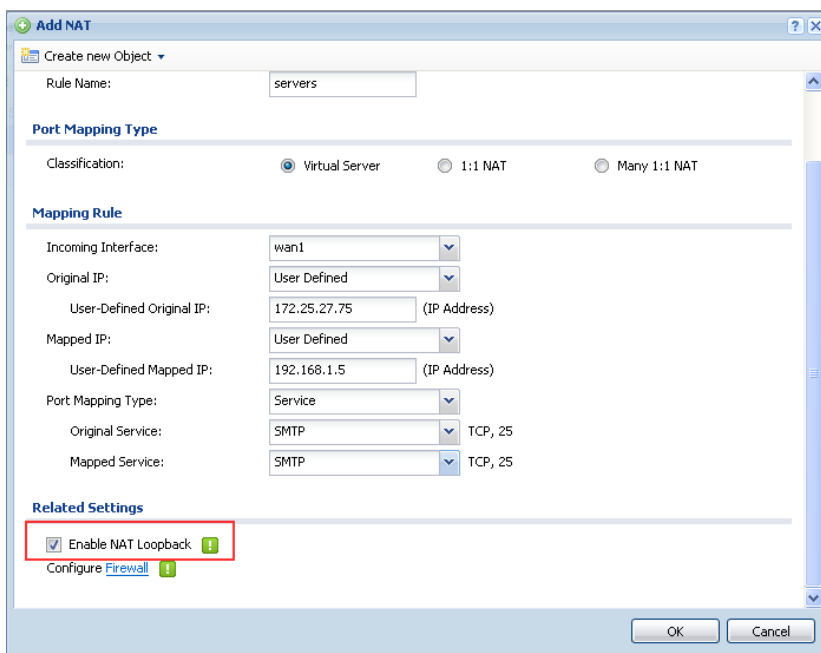 Add NAT
Create new Object
Rule Name: servers
Port Mapping Type
Classification: Virtual Server 1:1 NAT Many 1:1 NAT
Mapping Rule
Incoming Interface: wan1
Original IP: User Defined
User-Defined Original IP: 172.25.27.75 (IP Address)
Mapped IP: User Defined
User-Defined Mapped IP: 192.168.1.5 (IP Address)
Port Mapping Type: Service
Original Service: SMTP TCP, 25
Mapped Service: SMTP TCP, 25
Related Settings
Enable NAT Loopback
Configure Firewall
OK Cancel